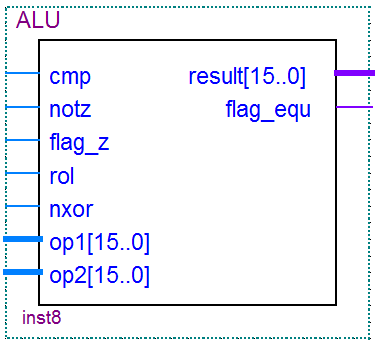 ALU
cmp result[15..0]
notz flag_equ
flag_z
rol
nxor
op1[15..0]
op2[15..0]
inst8